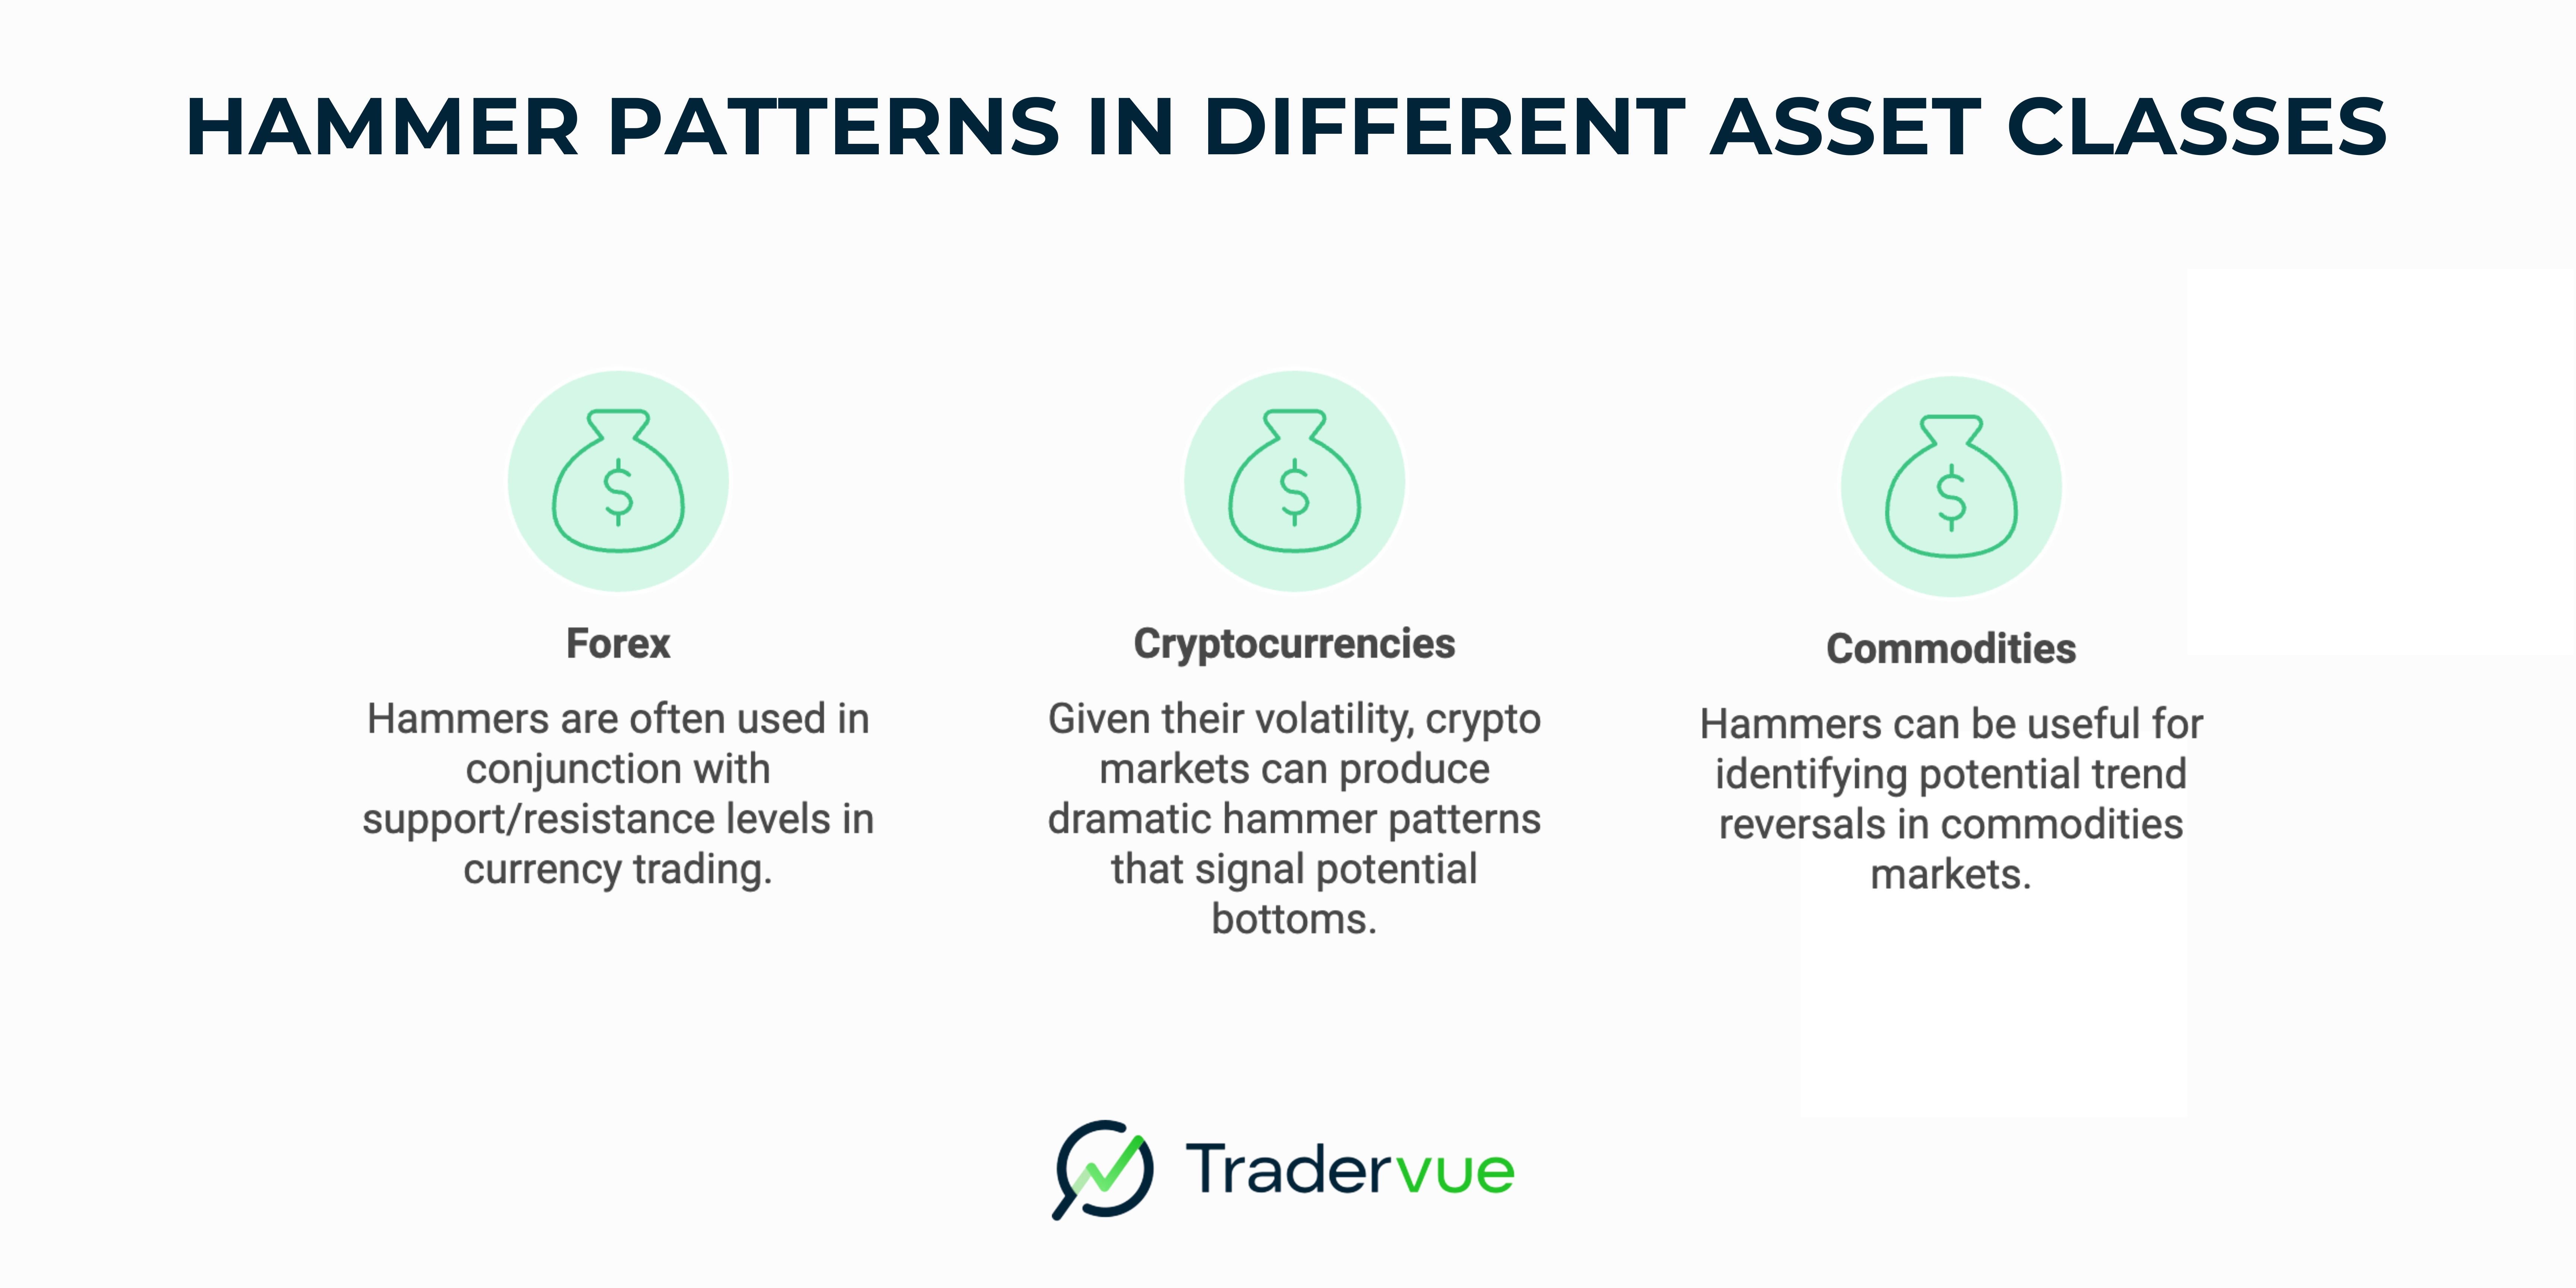 HAMMER PATTERNS IN DIFFERENT ASSET CLASSES
$
Forex
Hammers are often used in
conjunction with
support/resistance levels in
currency trading.
$
Cryptocurrencies
Given their volatility, crypto
markets can produce
dramatic hammer patterns
that signal potential
bottoms.
$
Commodities
Hammers can be useful for
identifying potential trend
reversals in commodities
markets.
Tradervue